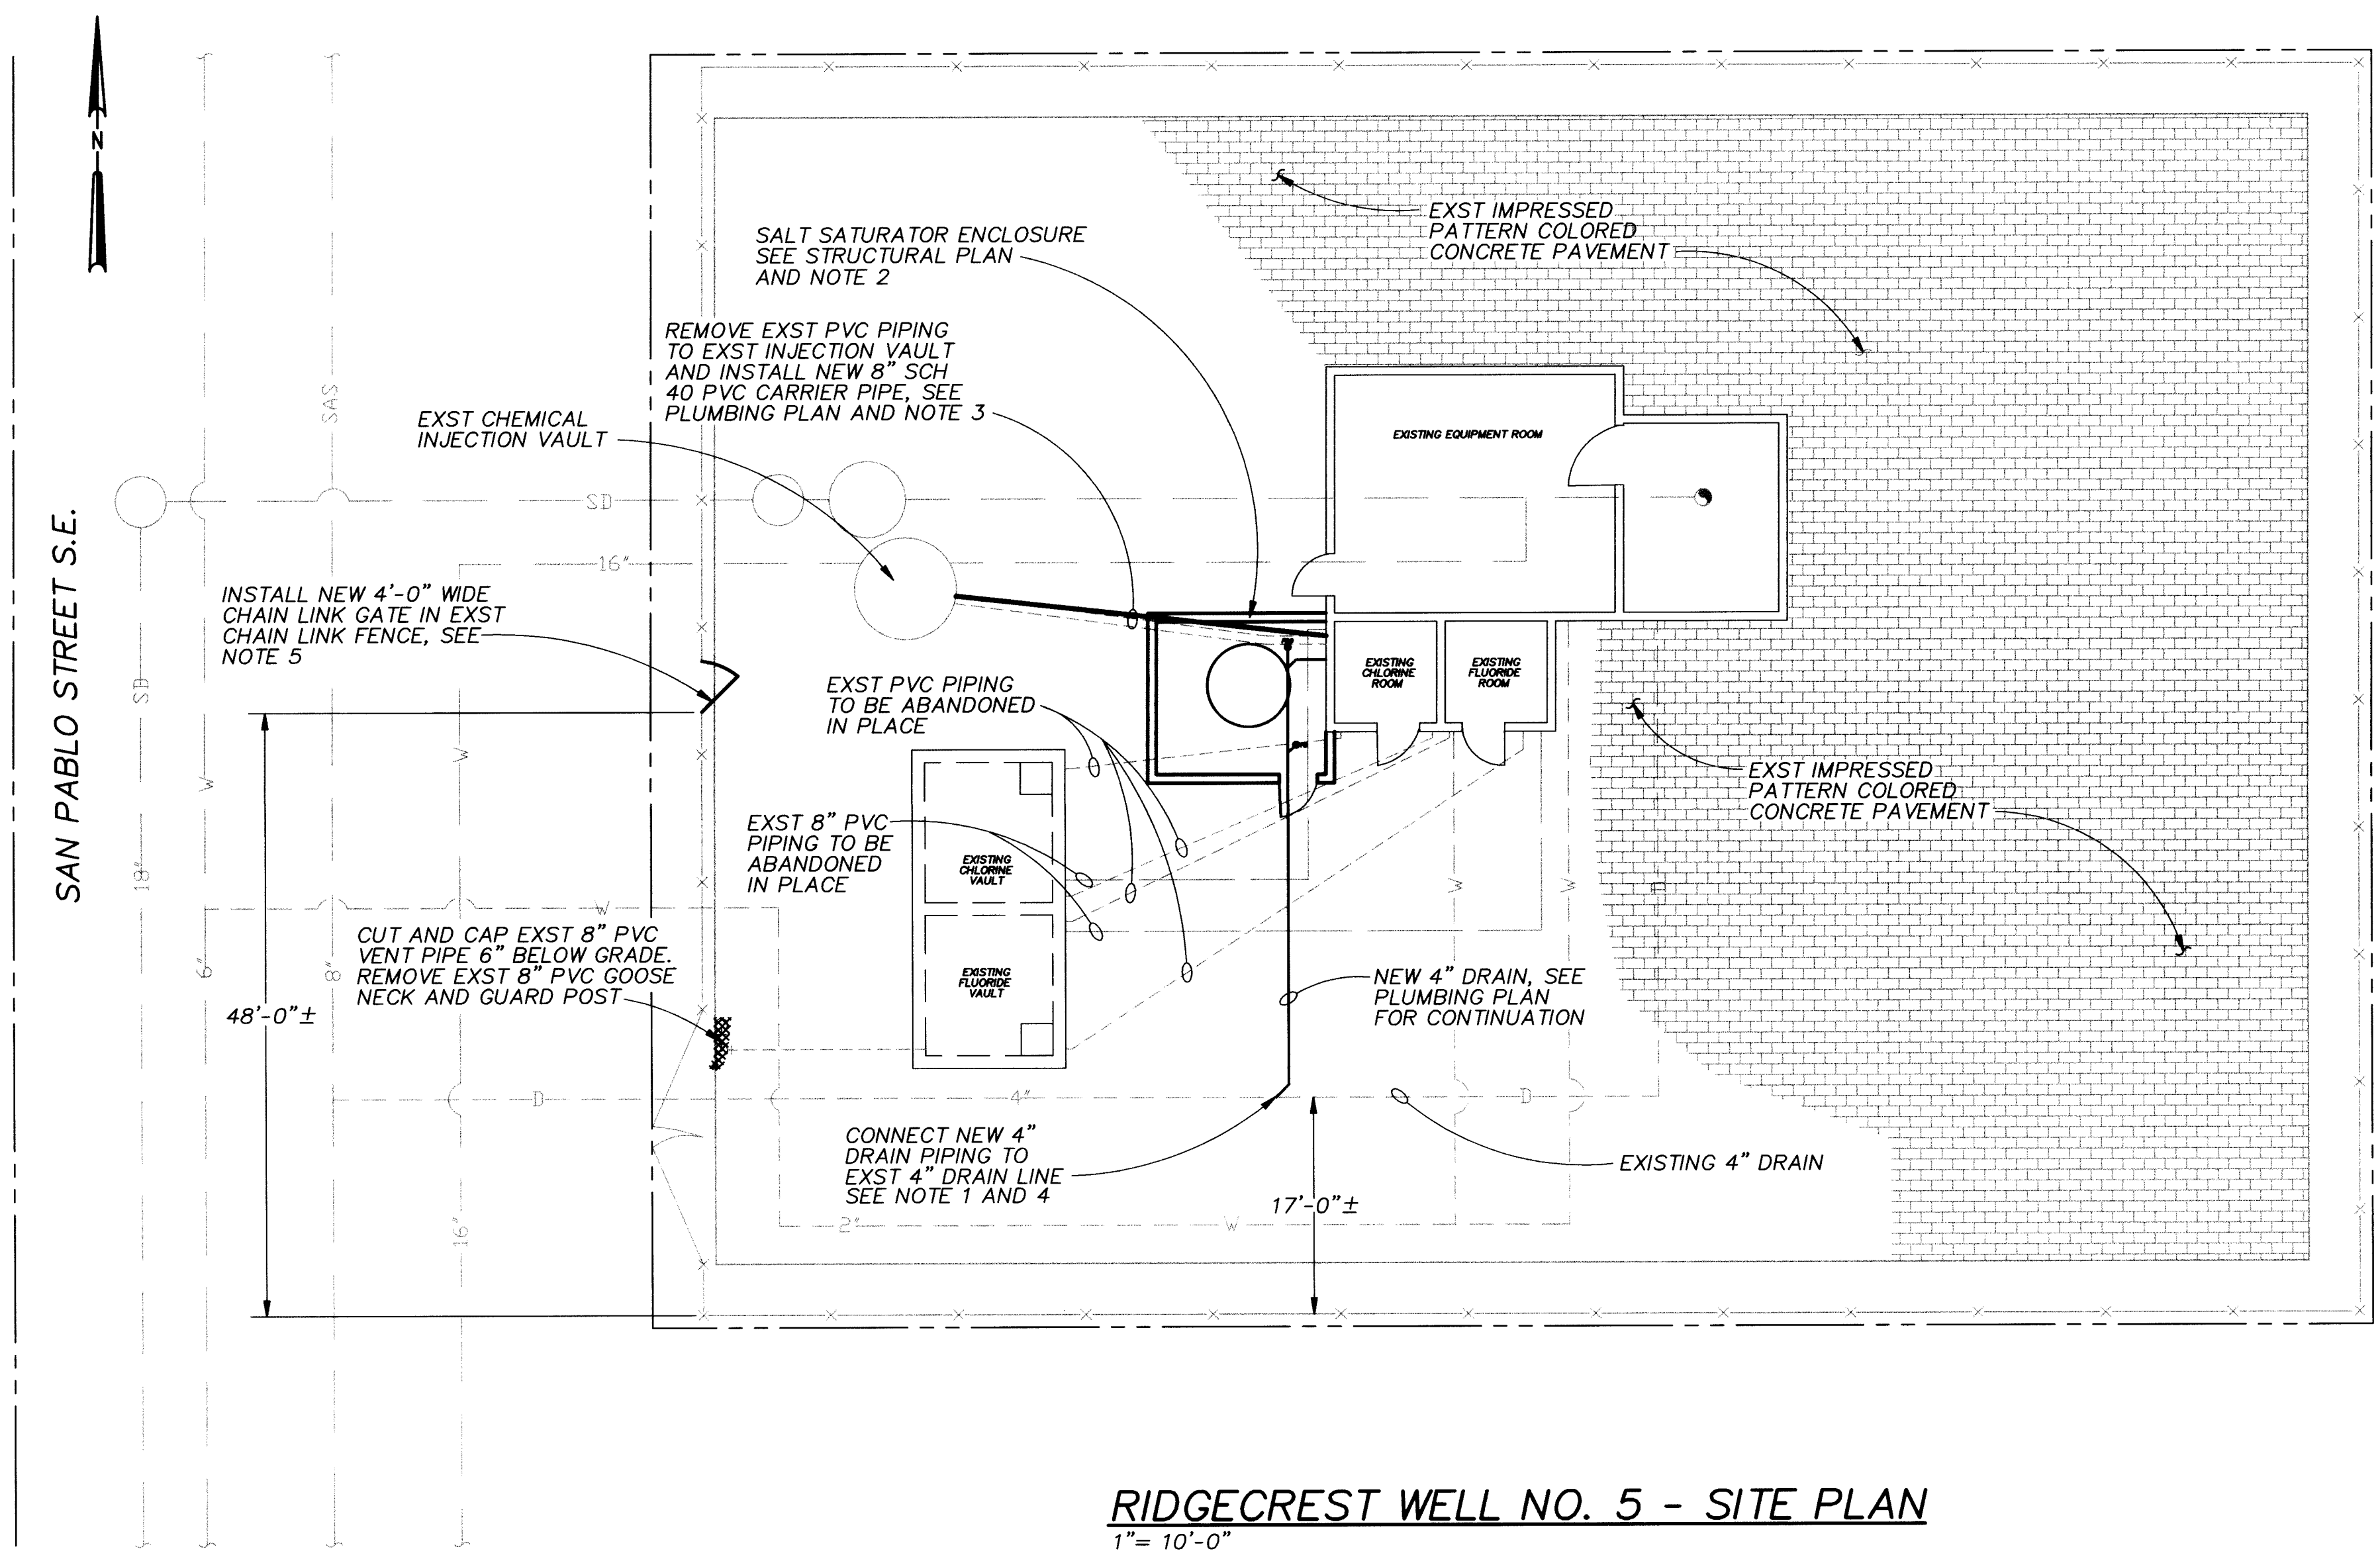 N
SAN PABLO STREET S.E.
SALT SATURATOR ENCLOSURE
SEE STRUCTURAL PLAN
AND NOTE 2
EXST IMPRESSED
PATTERN COLORED
CONCRETE PAVEMENT
REMOVE EXST PVC PIPING
TO EXST INJECTION VAULT
AND INSTALL NEW 8" SCH
40 PVC CARRIER PIPE, SEE
PLUMBING PLAN AND NOTE 3
EXST CHEMICAL
INJECTION VAULT
SAS
EXISTING EQUIPMENT ROOM
SD
16"
INSTALL NEW 4'-0" WIDE
CHAIN LINK GATE IN EXST
CHAIN LINK FENCE, SEE
NOTE 5
EXISTING
CHLORINE
ROOM
EXISTING
FLUORIDE
ROOM
SD
EXST PVC PIPING
TO BE ABANDONED
IN PLACE
W
W
EXST IMPRESSED
PATTERN COLORED
CONCRETE PAVEMENT
EXST 8" PVC
PIPING TO BE
ABANDONED
IN PLACE
EXISTING
CHLORINE
VAULT
18"
W
W
D
W
CUT AND CAP EXST 8" PVC
VENT PIPE 6" BELOW GRADE.
REMOVE EXST 8" PVC GOOSE
NECK AND GUARD POST
6"
8"
EXISTING
FLUORIDE
VAULT
NEW 4" DRAIN, SEE
PLUMBING PLAN
FOR CONTINUATION
48'-0"±
D
4"
D
CONNECT NEW 4"
DRAIN PIPING TO
EXST 4" DRAIN LINE
SEE NOTE 1 AND 4
EXISTING 4" DRAIN
17'-0"±
16"
2"
W
RIDGECREST WELL NO. 5 - SITE PLAN
1"= 10'-0"